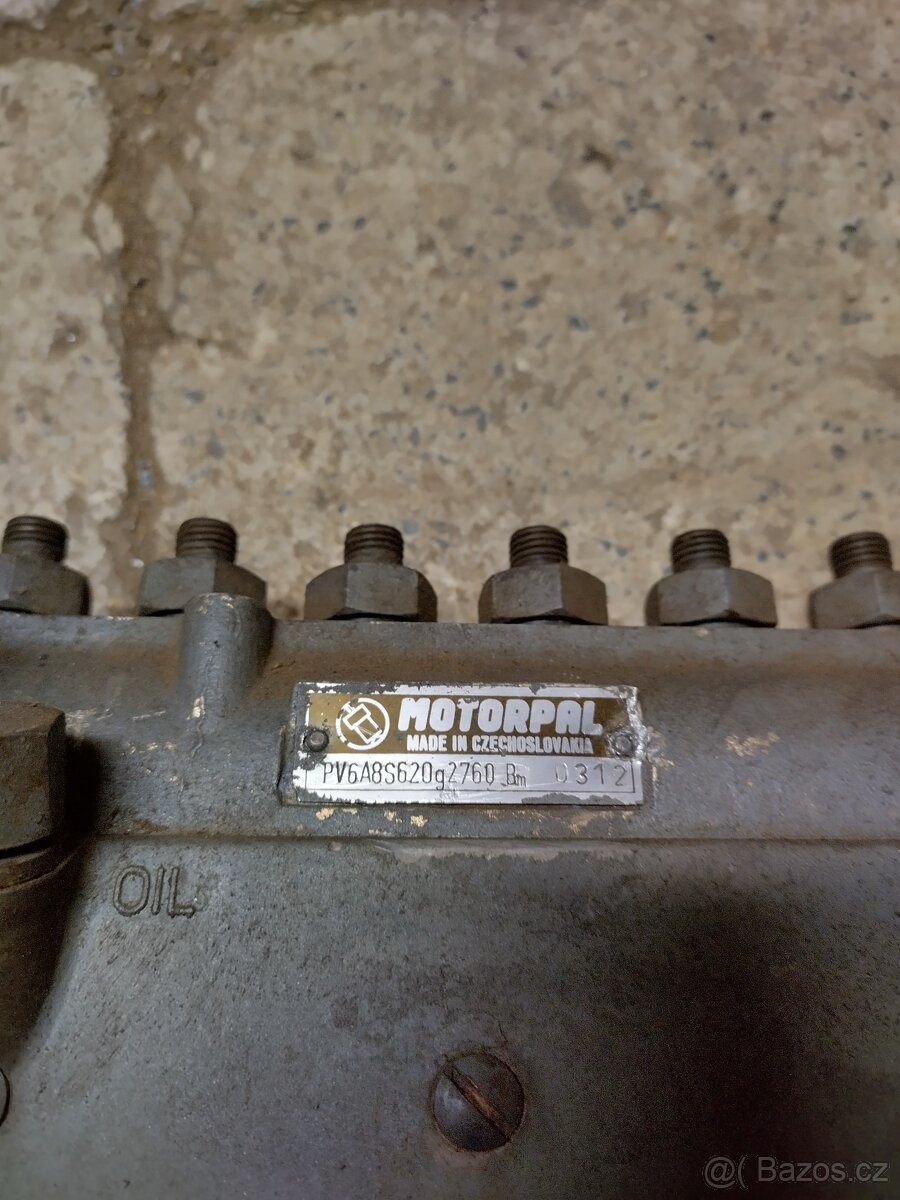 MOTORPAL
MADE IN CZECHOSLOVAKIA
PV6A8S620g2760 Bm 0312
OIL
@( Bazos.cz